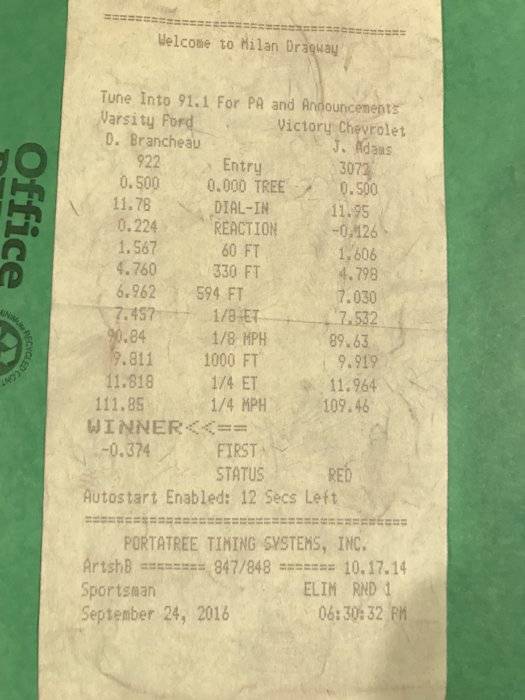 Welcome to Milan Dragway
Tune Into 91.1 For PA and Announcements
Varsity Ford Victory Chevrolet
D. Brancheau J. Adams
922 Entry 3072
0.500 0.000 TREE 0.500
11.78 DIAL-IN 11.95
0.224 REACTION -0.126
1.567 60 FT 1.606
4.760 330 FT 4.798
6.962 594 FT 7.030
7.457 1/8 ET 7.532
90.84 1/8 MPH 89.63
9.811 1000 FT 9.919
11.818 1/4 ET 11.964
111.85 1/4 MPH 109.46
WINNER<<==
-0.374 FIRST
STATUS RED
Autostart Enabled: 12 Secs Left
PORTATREE TIMING SYSTEMS, INC.
ArtshB ======== 847/848 ======= 10.17.14
Sportsman ELIM RND 1
September 24, 2016 06:30:32 PM
Office